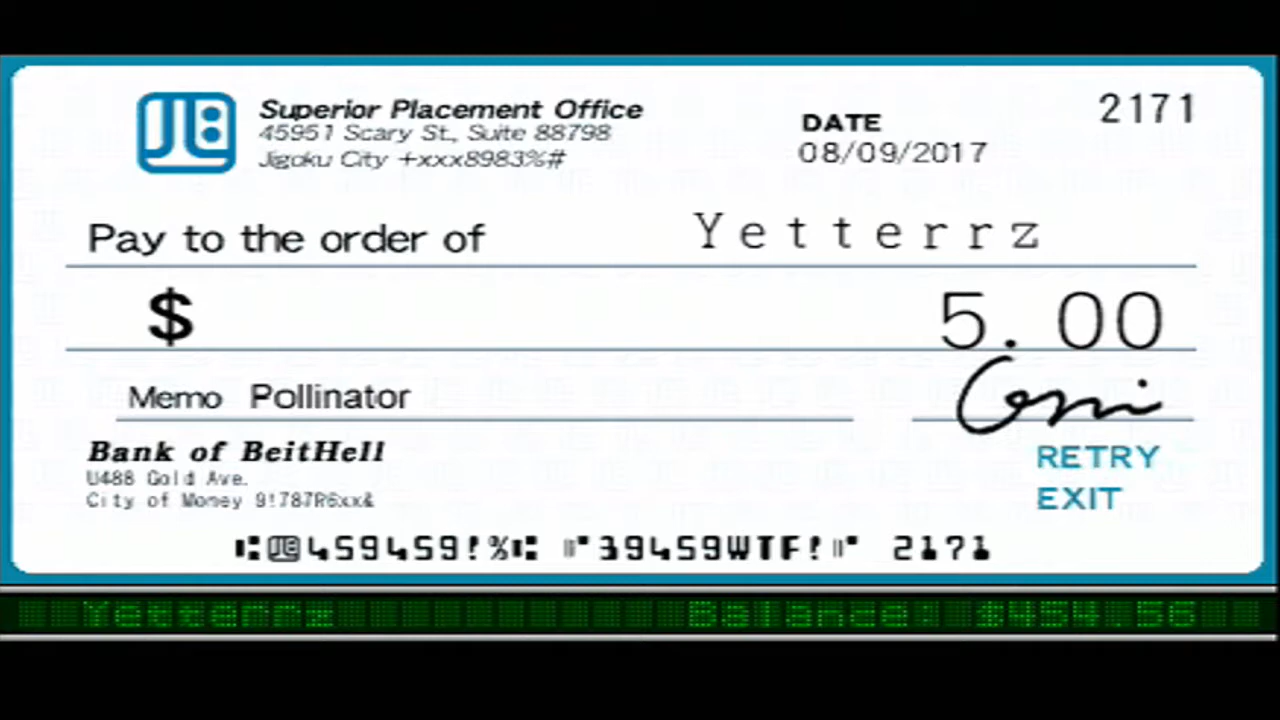 Superior Placement Office
45951 Scary St., Suite 88798
Jigoku City +xxx8983%#
DATE
08/09/2017
2171
Pay to the order of Yetterrz
$ 5.00
Memo Pollinator
Bank of BeitHell
U488 Gold Ave.
City of Money 9!787R6xx&
RETRY
EXIT
459459!% 39459WTF! 2171
Yetterrz Balance: $454.56